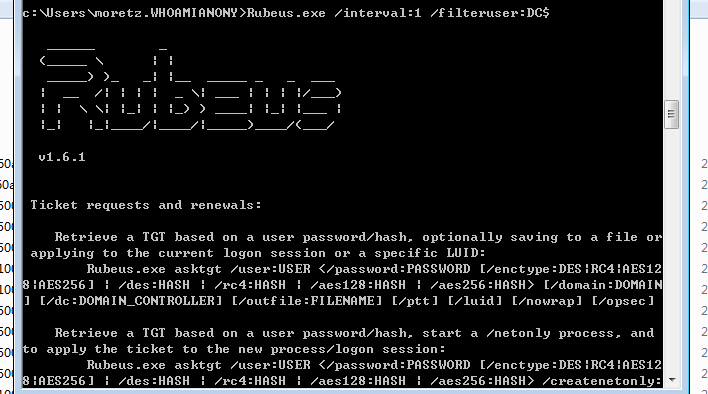 c:\Users\moretz.WHOAMIANONY>Rubeus.exe /interval:1 /filteruser:DC$
Rubeus
v1.6.1
Ticket requests and renewals:
Retrieve a TGT based on a user password/hash, optionally saving to a file or
applying to the current logon session or a specific LUID:
Rubeus.exe asktgt /user:USER </password:PASSWORD [/enctype:DES|RC4|AES12
8|AES256] | /des:HASH | /rc4:HASH | /aes128:HASH | /aes256:HASH> [/domain:DOMAIN
] [/dc:DOMAIN_CONTROLLER] [/outfile:FILENAME] [/ptt] [/luid] [/nowrap] [/opsec]
Retrieve a TGT based on a user password/hash, start a /netonly process, and
to apply the ticket to the new process/logon session:
Rubeus.exe asktgt /user:USER </password:PASSWORD [/enctype:DES|RC4|AES12
8|AES256] | /des:HASH | /rc4:HASH | /aes128:HASH | /aes256:HASH> /createnetonly: